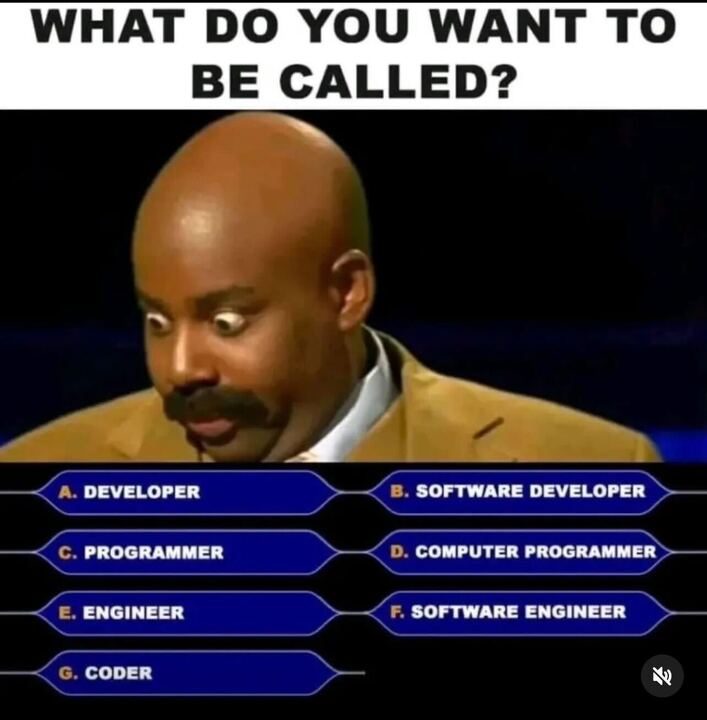 WHAT DO YOU WANT TO
BE CALLED?
A. DEVELOPER
B. SOFTWARE DEVELOPER
C. PROGRAMMER
D. COMPUTER PROGRAMMER
E. ENGINEER
F. SOFTWARE ENGINEER
G. CODER